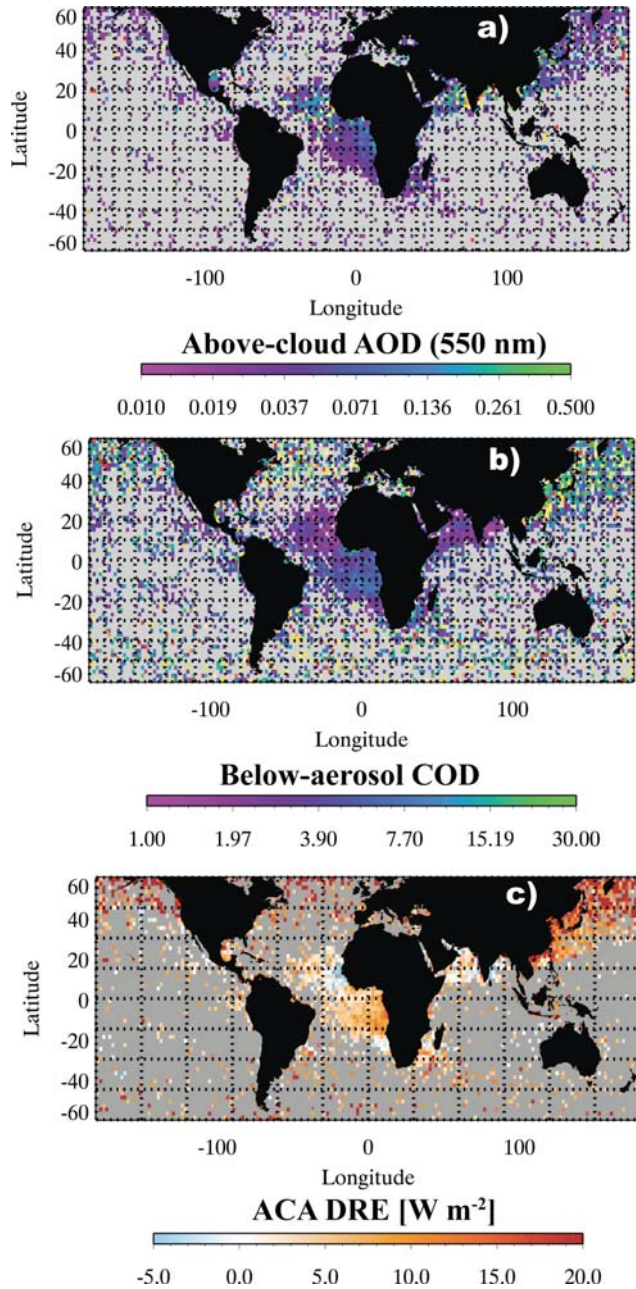 60
a)
40
20
0
-20
-40
-60
Latitude
-100 0 100
Longitude
Above-cloud AOD (550 nm)
0.010 0.019 0.037 0.071 0.136 0.261 0.500
60
b)
40
20
0
-20
-40
-60
Latitude
-100 0 100
Longitude
Below-aerosol COD
1.00 1.97 3.90 7.70 15.19 30.00
60
c)
40
20
0
-20
-40
-60
Latitude
-100 0 100
Longitude
ACA DRE [W m⁻²]
-5.0 0.0 5.0 10.0 15.0 20.0